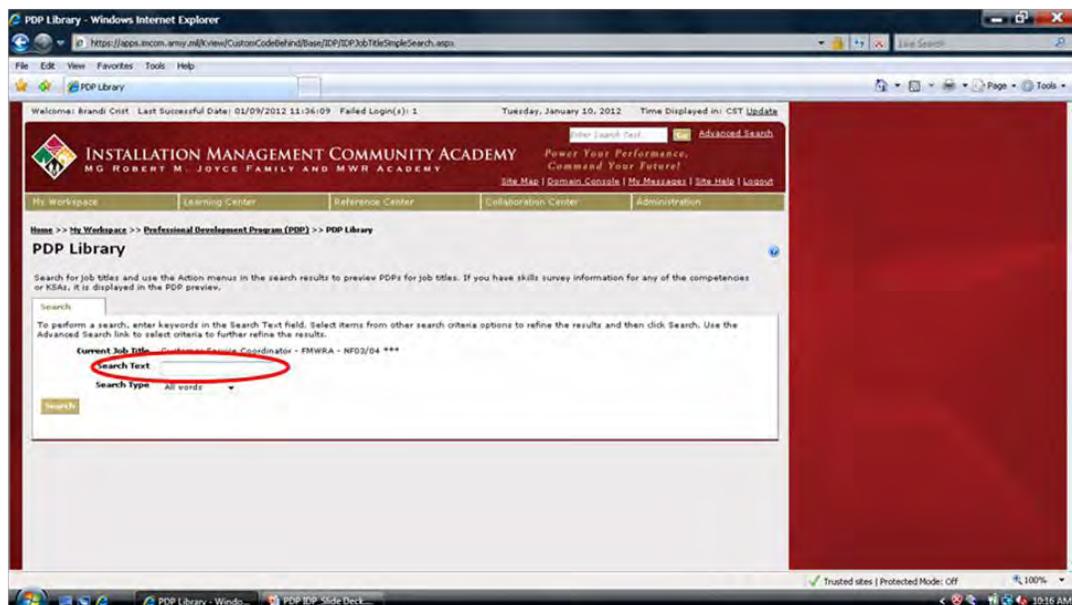 PDP Library - Windows Internet Explorer
https://apps.imcom.army.mil/Kview/CustomCodeBehind/Base/IDP/IDPJobTitleSimpleSearch.aspx
Live Search
File Edit View Favorites Tools Help
PDP Library
Page Tools
Welcome: Brandi Crist Last Successful Date: 01/09/2012 11:36:09 Failed Login(s): 1 Tuesday, January 10, 2012 Time Displayed in: CST Update
Enter Search Text Go Advanced Search
INSTALLATION MANAGEMENT COMMUNITY ACADEMY
MG ROBERT M. JOYCE FAMILY AND MWR ACADEMY
Power Your Performance,
Command Your Future!
Site Map | Domain Console | My Messages | Site Help | Logout
My Workspace Learning Center Reference Center Collaboration Center Administration
Home >> My Workspace >> Professional Development Program (PDP) >> PDP Library
PDP Library
Search for job titles and use the Action menus in the search results to preview PDPs for job titles. If you have skills survey information for any of the competencies
or KSAs, it is displayed in the PDP preview.
Search
To perform a search, enter keywords in the Search Text field. Select items from other search criteria options to refine the results and then click Search. Use the
Advanced Search link to select criteria to further refine the results.
Current Job Title Customer Service Coordinator - FMWRA - NF03/04 ***
Search Text
Search Type All words
Search
Trusted sites | Protected Mode: Off 100%
PDP Library - Windo... PDP IDP Slide Deck... 10:16 AM